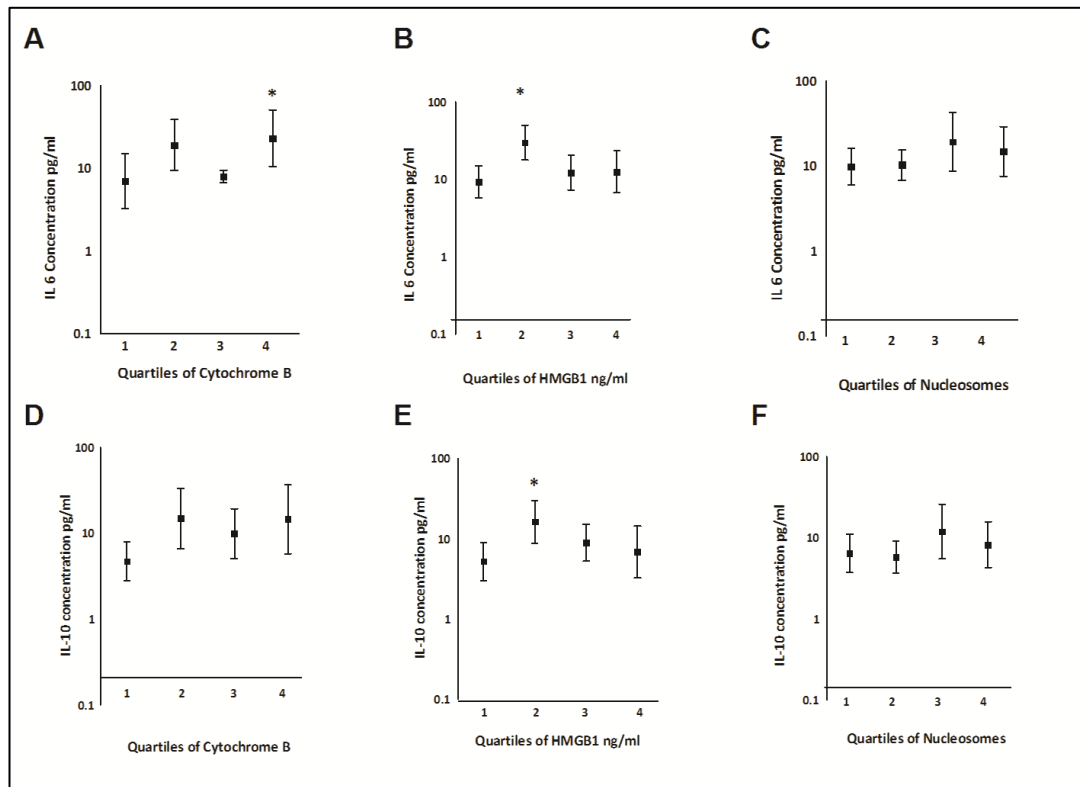 A
100
10
1
0.1
IL 6 Concentration pg/ml
*
1 2 3 4
Quartiles of Cytochrome B
B
100
10
1
0.1
IL 6 Concentration pg/ml
*
1 2 3 4
Quartiles of HMGB1 ng/ml
C
100
10
1
0.1
IL 6 Concentration pg/ml
1 2 3 4
Quartiles of Nucleosomes
D
100
10
1
0.1
IL-10 concentration pg/ml
1 2 3 4
Quartiles of Cytochrome B
E
100
10
1
0.1
IL-10 concentration pg/ml
*
1 2 3 4
Quartiles of HMGB1 ng/ml
F
100
10
1
0.1
IL-10 concentration pg/ml
1 2 3 4
Quartiles of Nucleosomes